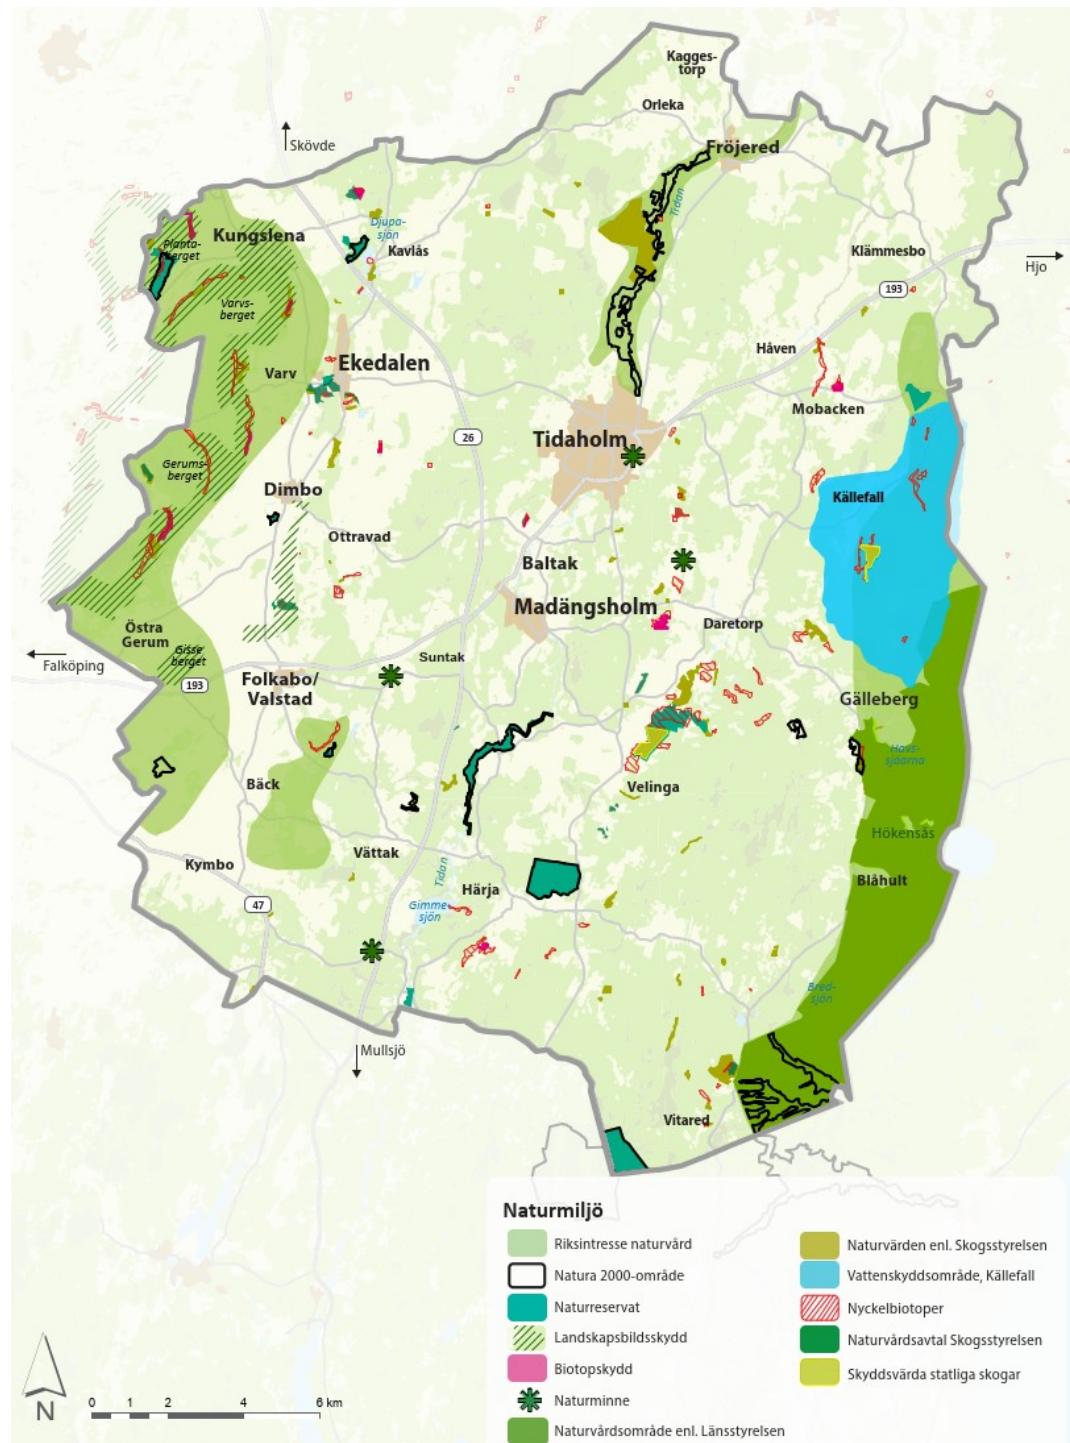 Kagges-
torp
Orleka
Fröjered
Skövde
Tidan
Djupa-
sjön
Kungslena
Planta-
berget
Kavlås
Klämmesbo
Hjo
193
Varvs-
berget
Håven
Ekedalen
Varv
Mobacken
26
Tidaholm
Gerums-
berget
Dimbo
Källefall
Ottravad
Baltak
Madängsholm
Daretorp
Östra
Gerum
Gisse
berget
Falköping
193
Suntak
Folkabo/
Valstad
Gälleberg
Havs-
sjöarna
Bäck
Velinga
Hökensås
Vättak
Blåhult
Kymbo
Tidan
Härja
47
Gimme-
sjön
Bred-
sjön
Mullsjö
Vitared
Naturmiljö
Riksintresse naturvård
Natura 2000-område
Naturreservat
Landskapsbildsskydd
Biotopskydd
Naturminne
Naturvårdsområde enl. Länsstyrelsen
Naturvärden enl. Skogsstyrelsen
Vattenskyddsområde, Källefall
Nyckelbiotoper
Naturvårdsavtal Skogsstyrelsen
Skyddsvärda statliga skogar
N
0 1 2 4 6 km